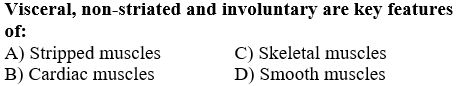 Visceral, non-striated and involuntary are key features
of:
A) Stripped muscles C) Skeletal muscles
B) Cardiac muscles D) Smooth muscles